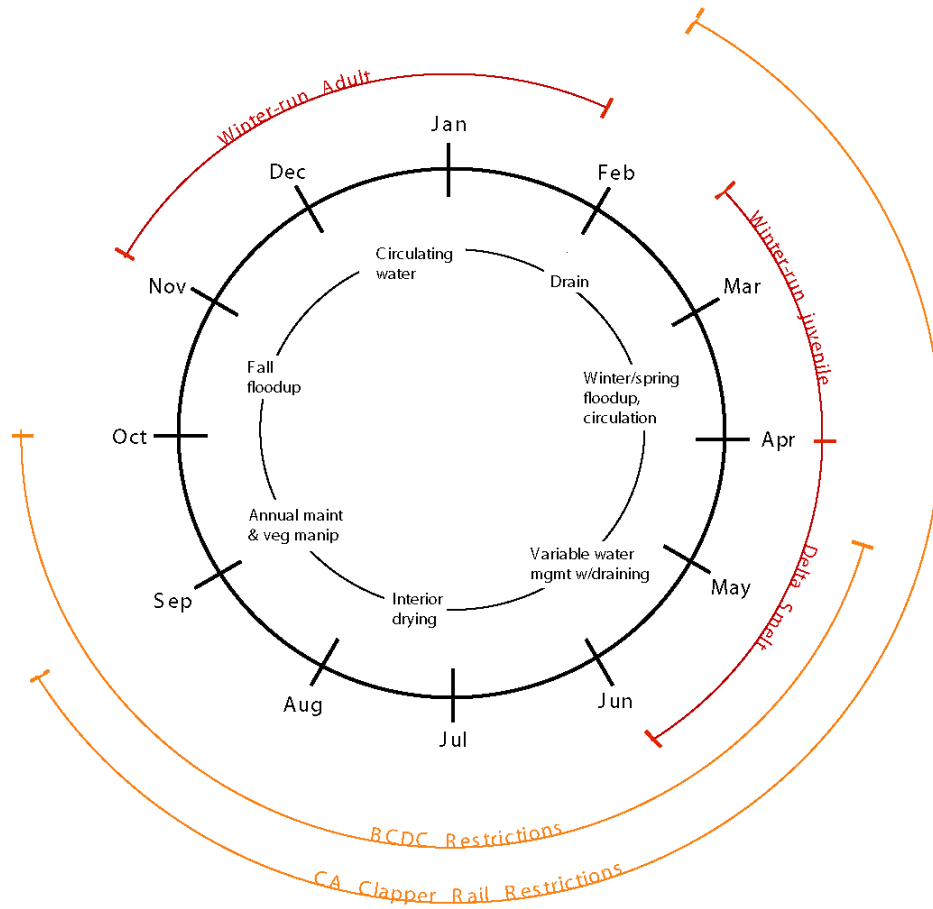 Winter-run Adult
Jan
Dec
Feb
Nov
Mar
Circulating
water
Drain
Winter-run juvenile
Fall
floodup
Winter/spring
floodup,
circulation
Oct
Apr
Annual maint
& veg manip
Variable water
mgmt w/draining
Interior
drying
Sep
May
Delta Smelt
Aug
Jun
Jul
BCDC Restrictions
CA Clapper Rail Restrictions